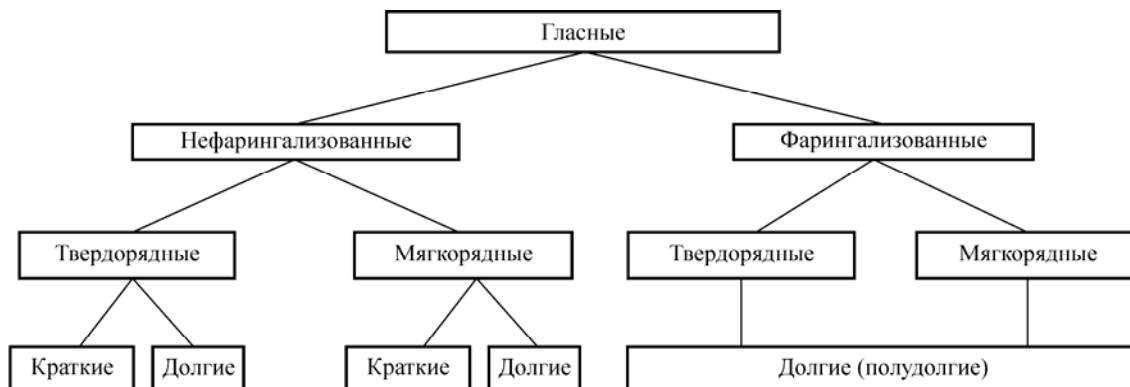 Гласные
Нефарингализованные Фарингализованные
Твердорядные Мягкорядные Твердорядные Мягкорядные
Краткие Долгие Краткие Долгие Долгие (полудолгие)